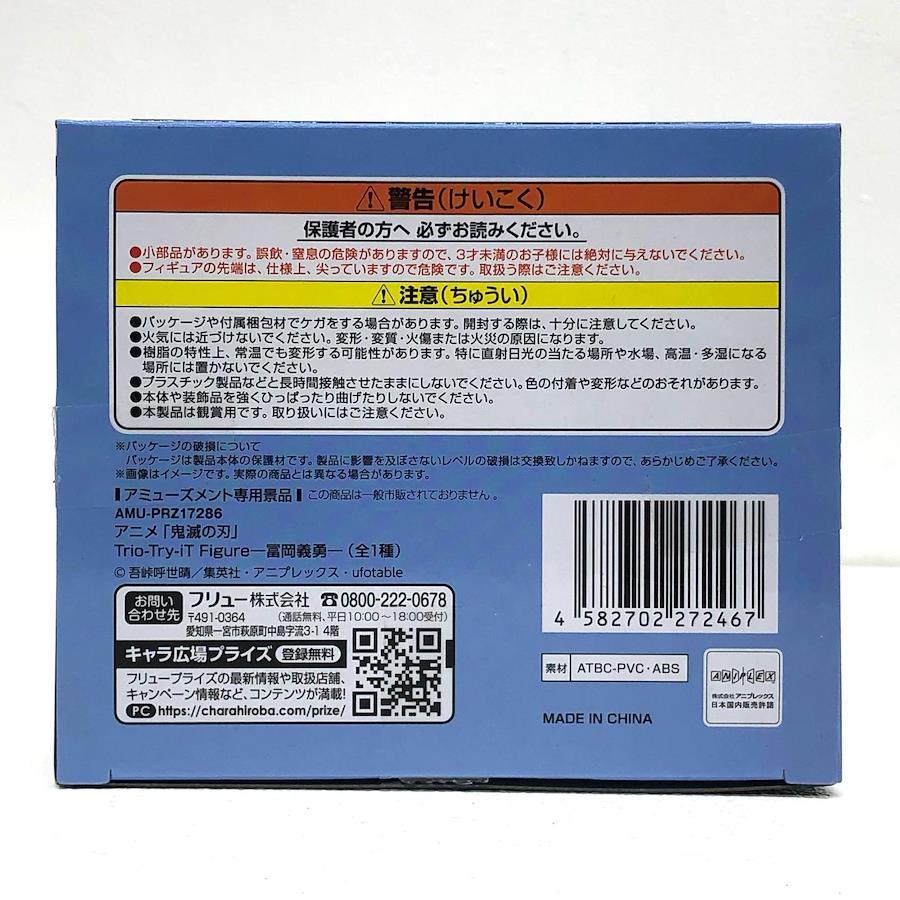 ⚠警告(けいこく)
保護者の方へ 必ずお読みください。
●小部品があります。誤飲・窒息の危険がありますので、3才未満のお子様には絶対に与えないでください。
●フィギュアの先端は、仕様上、尖っていますので危険です。取扱う際はご注意ください。
⚠注意(ちゅうい)
●パッケージや付属梱包材でケガをする場合があります。開封する際は、十分に注意してください。
●火気には近づけないでください。変形・変質・火傷または火災の原因になります。
●樹脂の特性上、常温でも変形する可能性があります。特に直射日光の当たる場所や水場、高温・多湿になる
場所には置かないでください。
●プラスチック製品などと長時間接触させたままにしないでください。色の付着や変形などのおそれがあります。
●本体や装飾品を強くひっぱったり曲げたりしないでください。
●本製品は観賞用です。取り扱いにはご注意ください。
※パッケージの破損について
パッケージは製品本体の保護材です。製品に影響を及ぼさないレベルの破損は交換致しかねますので、あらかじめご了承ください。
※画像はイメージです。実際の商品とは異なる場合があります。
アミューズメント専用景品 この商品は一般市販されておりません。
AMU-PRZ17286
アニメ「鬼滅の刃」
Trio-Try-iT Figure―冨岡義勇―(全1種)
© 吾峠呼世晴/集英社・アニプレックス・ufotable
お問い合わせ先 フリュー株式会社 ☎0800-222-0678
〒491-0364 (通話無料、平日10:00〜18:00受付)
愛知県一宮市萩原町中島字流3-1 4階
キャラ広場プライズ 登録無料
フリュープライズの最新情報や取扱店舗、
キャンペーン情報など、コンテンツが満載!
PC https://charahiroba.com/prize/
4 582702 272467
素材 ATBC-PVC・ABS
MADE IN CHINA
ANIPLEX
株式会社アニプレックス
日本国内販売許諾